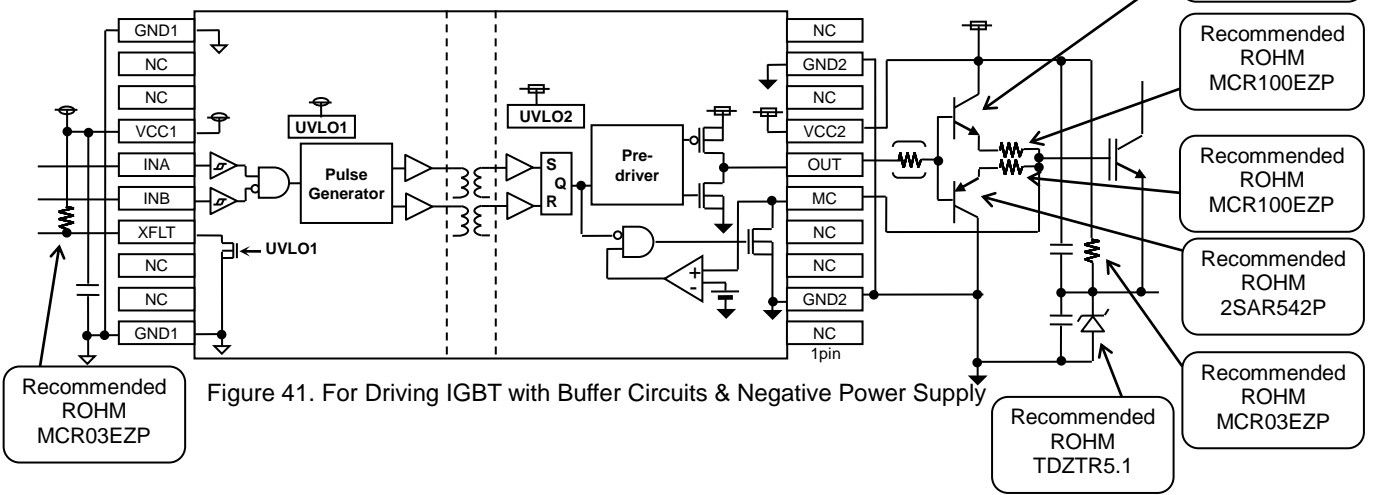 GND1
NC
NC
VCC1
INA
INB
XFLT
NC
NC
GND1
UVLO1
Pulse
Generator
UVLO1
UVLO2
S
Q
R
Pre-
driver
+
-
NC
GND2
NC
VCC2
OUT
MC
NC
NC
GND2
NC
1pin
Recommended
ROHM
MCR100EZP
Recommended
ROHM
MCR100EZP
Recommended
ROHM
2SAR542P
Recommended
ROHM
MCR03EZP
Recommended
ROHM
TDZTR5.1
Recommended
ROHM
MCR03EZP
Figure 41. For Driving IGBT with Buffer Circuits & Negative Power Supply